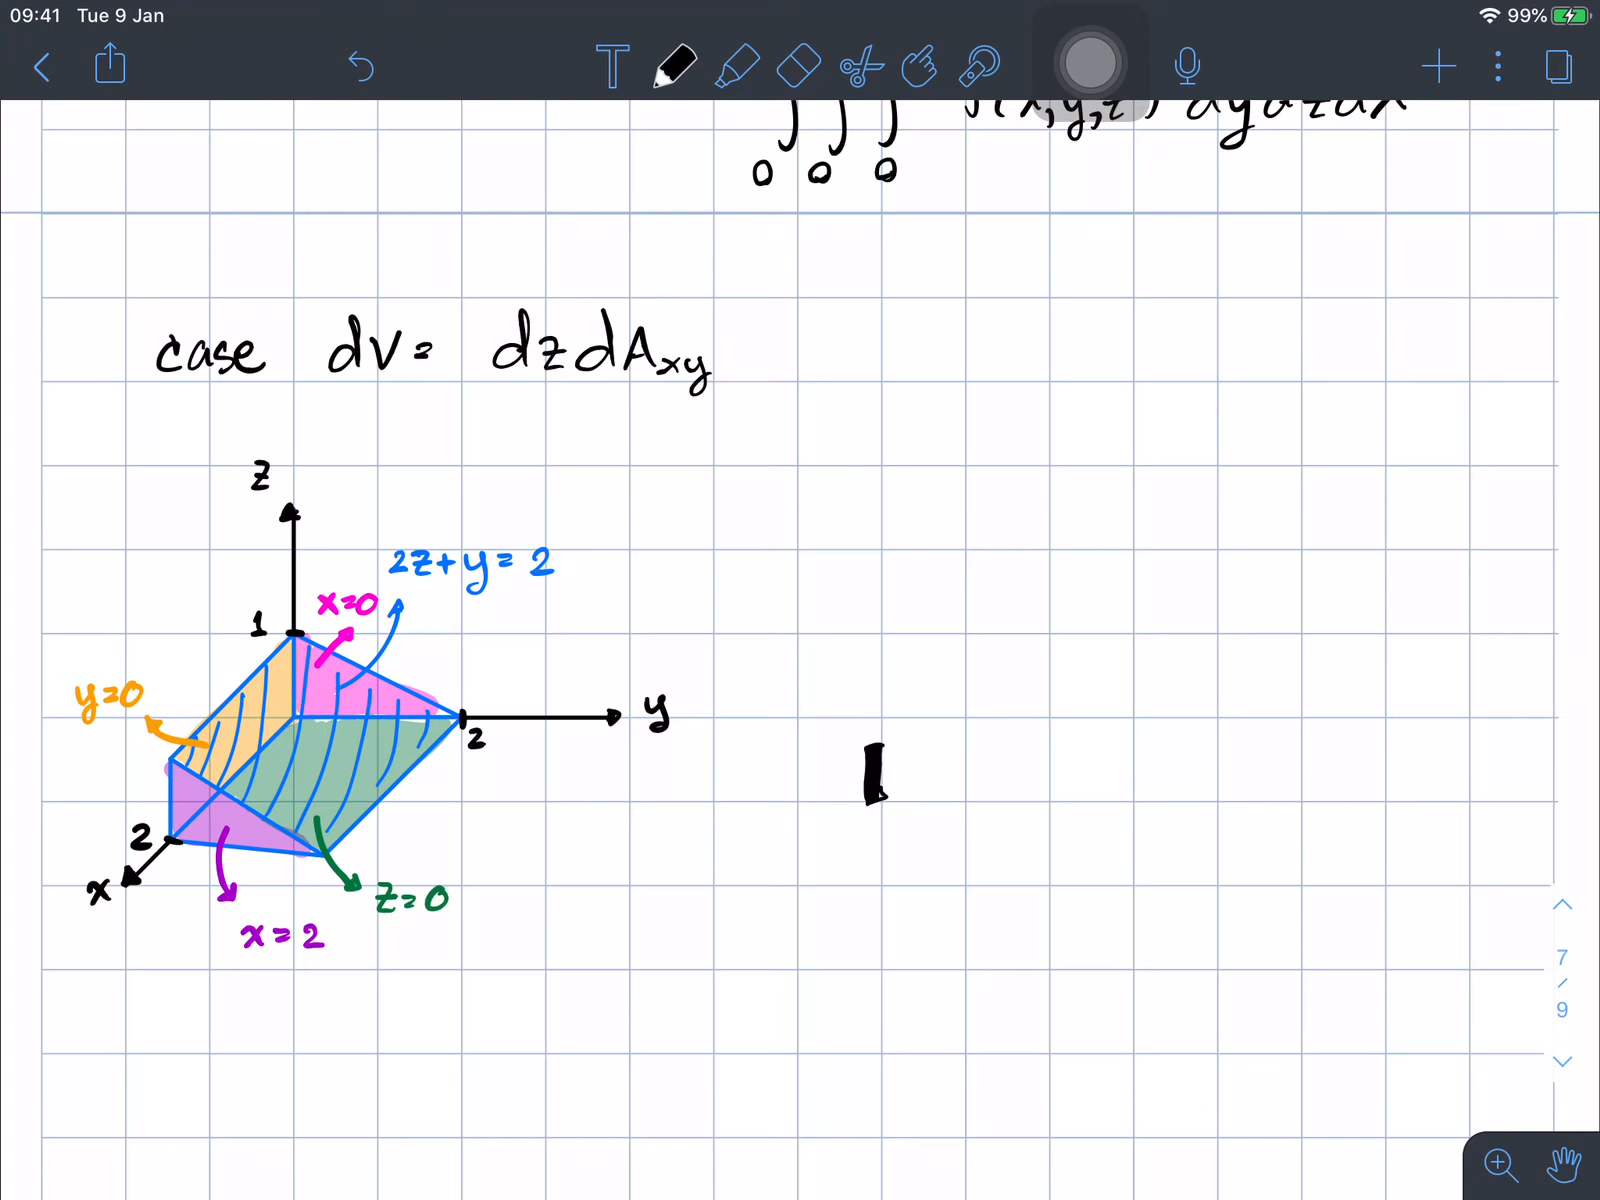 09:41 Tue 9 Jan
99%
T
0 0 0
case dV = dz dAxy
z
2z+y=2
x=0
1
y=0
y
2
2
x
z=0
x=2
7
/
9